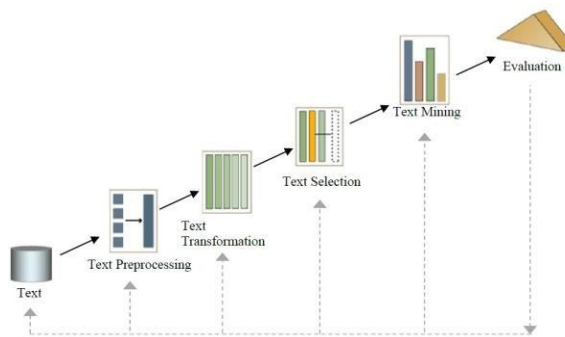 Evaluation
Text Mining
Text Selection
Text
Transformation
Text Preprocessing
Text